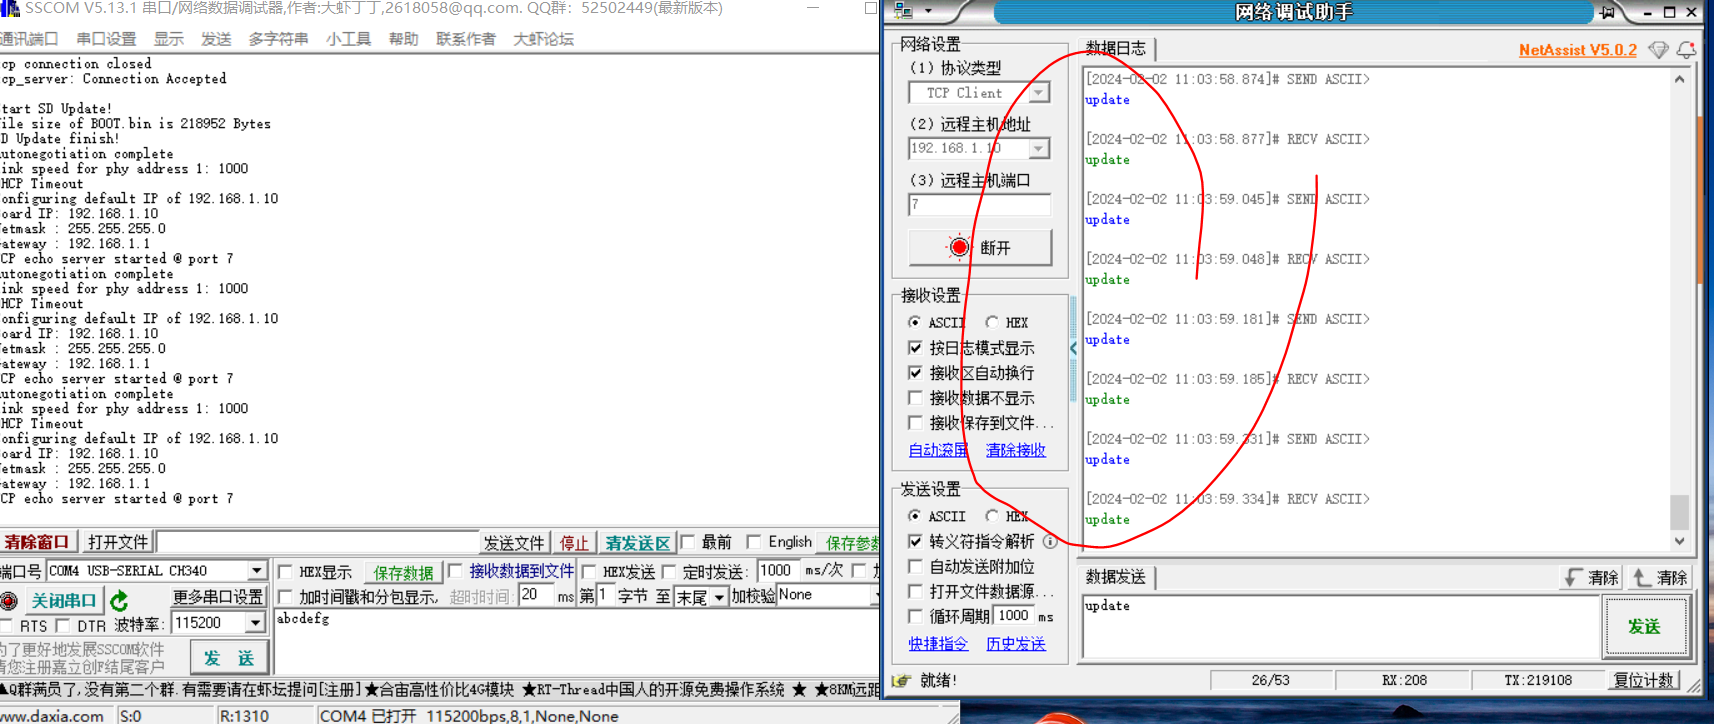 SSCOM V5.13.1 串口/网络数据调试器,作者:大虾丁丁,2618058@qq.com. QQ群：52502449(最新版本)
通讯端口 串口设置 显示 发送 多字符串 小工具 帮助 联系作者 大虾论坛
cp connection closed
cp_server: Connection Accepted
tart SD Update!
ile size of BOOT.bin is 218952 Bytes
D Update finish!
utonegotiation complete
ink speed for phy address 1: 1000
HCP Timeout
onfiguring default IP of 192.168.1.10
oard IP: 192.168.1.10
etmask : 255.255.255.0
ateway : 192.168.1.1
CP echo server started @ port 7
utonegotiation complete
ink speed for phy address 1: 1000
HCP Timeout
onfiguring default IP of 192.168.1.10
oard IP: 192.168.1.10
etmask : 255.255.255.0
ateway : 192.168.1.1
CP echo server started @ port 7
utonegotiation complete
ink speed for phy address 1: 1000
HCP Timeout
onfiguring default IP of 192.168.1.10
oard IP: 192.168.1.10
etmask : 255.255.255.0
ateway : 192.168.1.1
CP echo server started @ port 7
清除窗口 打开文件 发送文件 停止 清发送区 最前 English 保存参数
端口号 COM4 USB-SERIAL CH340 HEX显示 保存数据 接收数据到文件 HEX发送 定时发送: 1000 ms/次
关闭串口 更多串口设置 加时间戳和分包显示, 超时时间: 20 ms 第1 字节 至 末尾 加校验None
RTS DTR 波特率: 115200 abcdefg
为了更好地发展SSCOM软件
请您注册嘉立创F结尾客户
发 送
▲Q群满员了,没有第二个群.有需要请在虾坛提问[注册]★合宙高性价比4G模块 ★RT-Thread中国人的开源免费操作系统 ★ ★8KM远距
www.daxia.com S:0 R:1310 COM4 已打开 115200bps,8,1,None,None
网络调试助手
网络设置
(1) 协议类型
TCP Client
(2) 远程主机地址
192.168.1.10
(3) 远程主机端口
7
断开
接收设置
ASCII HEX
按日志模式显示
接收区自动换行
接收数据不显示
接收保存到文件...
自动滚屏 清除接收
发送设置
ASCII HEX
转义符指令解析
自动发送附加位
打开文件数据源...
循环周期 1000 ms
快捷指令 历史发送
数据日志 NetAssist V5.0.2
[2024-02-02 11:03:58.874]# SEND ASCII>
update
[2024-02-02 11:03:58.877]# RECV ASCII>
update
[2024-02-02 11:03:59.045]# SEND ASCII>
update
[2024-02-02 11:03:59.048]# RECV ASCII>
update
[2024-02-02 11:03:59.181]# SEND ASCII>
update
[2024-02-02 11:03:59.185]# RECV ASCII>
update
[2024-02-02 11:03:59.331]# SEND ASCII>
update
[2024-02-02 11:03:59.334]# RECV ASCII>
update
数据发送 清除 清除
update
发送
就绪! 26/53 RX:208 TX:219108 复位计数